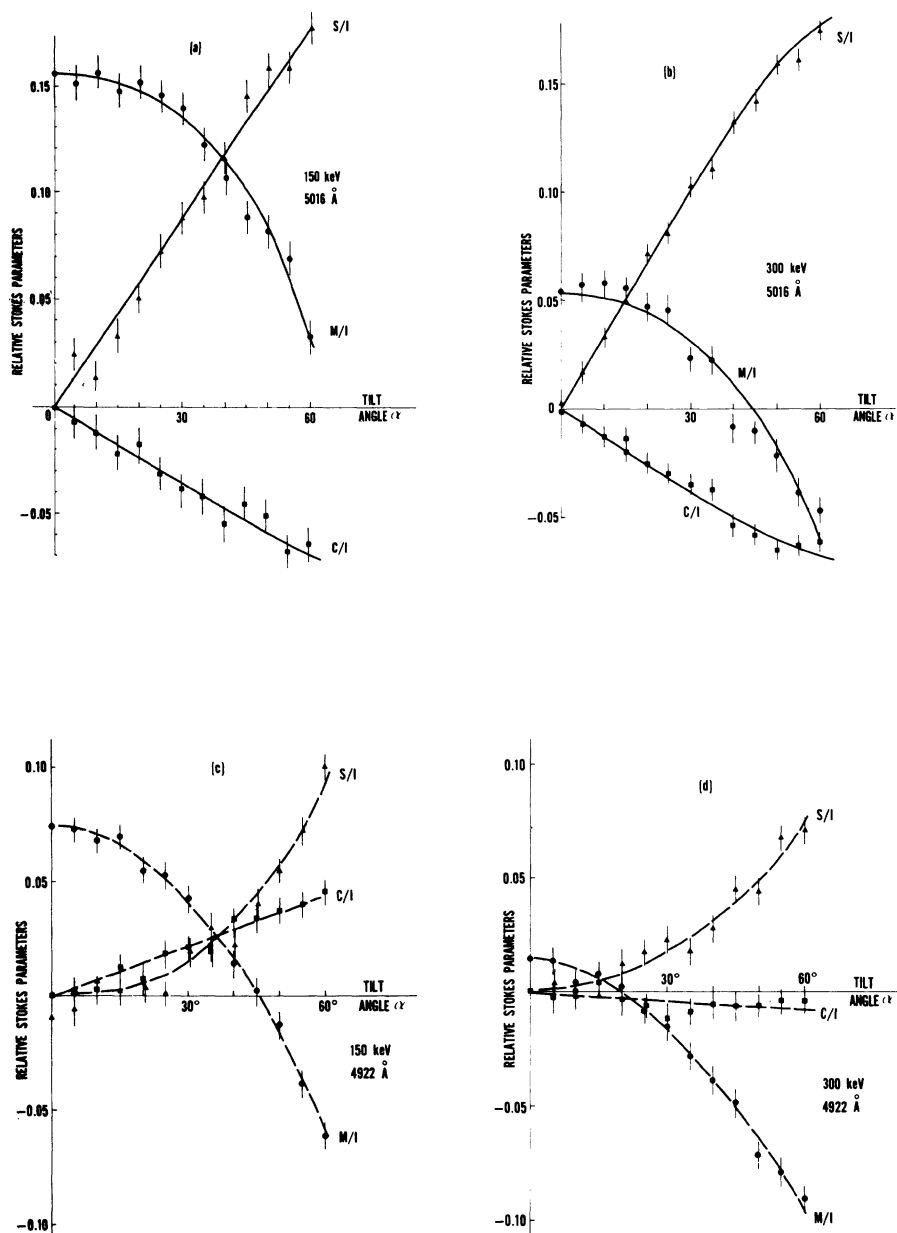 (a)
S/I
0.15
0.10
0.05
0
-0.05
RELATIVE STOKES PARAMETERS
150 keV
5016 Å
M/I
30
60
TILT
ANGLE α
C/I
(b)
S/I
0.15
0.10
0.05
0
-0.05
RELATIVE STOKES PARAMETERS
300 keV
5016 Å
M/I
30
60
TILT
ANGLE α
C/I
(c)
S/I
0.10
0.05
0
-0.05
-0.10
RELATIVE STOKES PARAMETERS
C/I
30°
60°
TILT
ANGLE α
150 keV
4922 Å
M/I
(d)
S/I
0.10
0.05
0
-0.05
-0.10
RELATIVE STOKES PARAMETERS
30°
60°
TILT
ANGLE α
C/I
300 keV
4922 Å
M/I